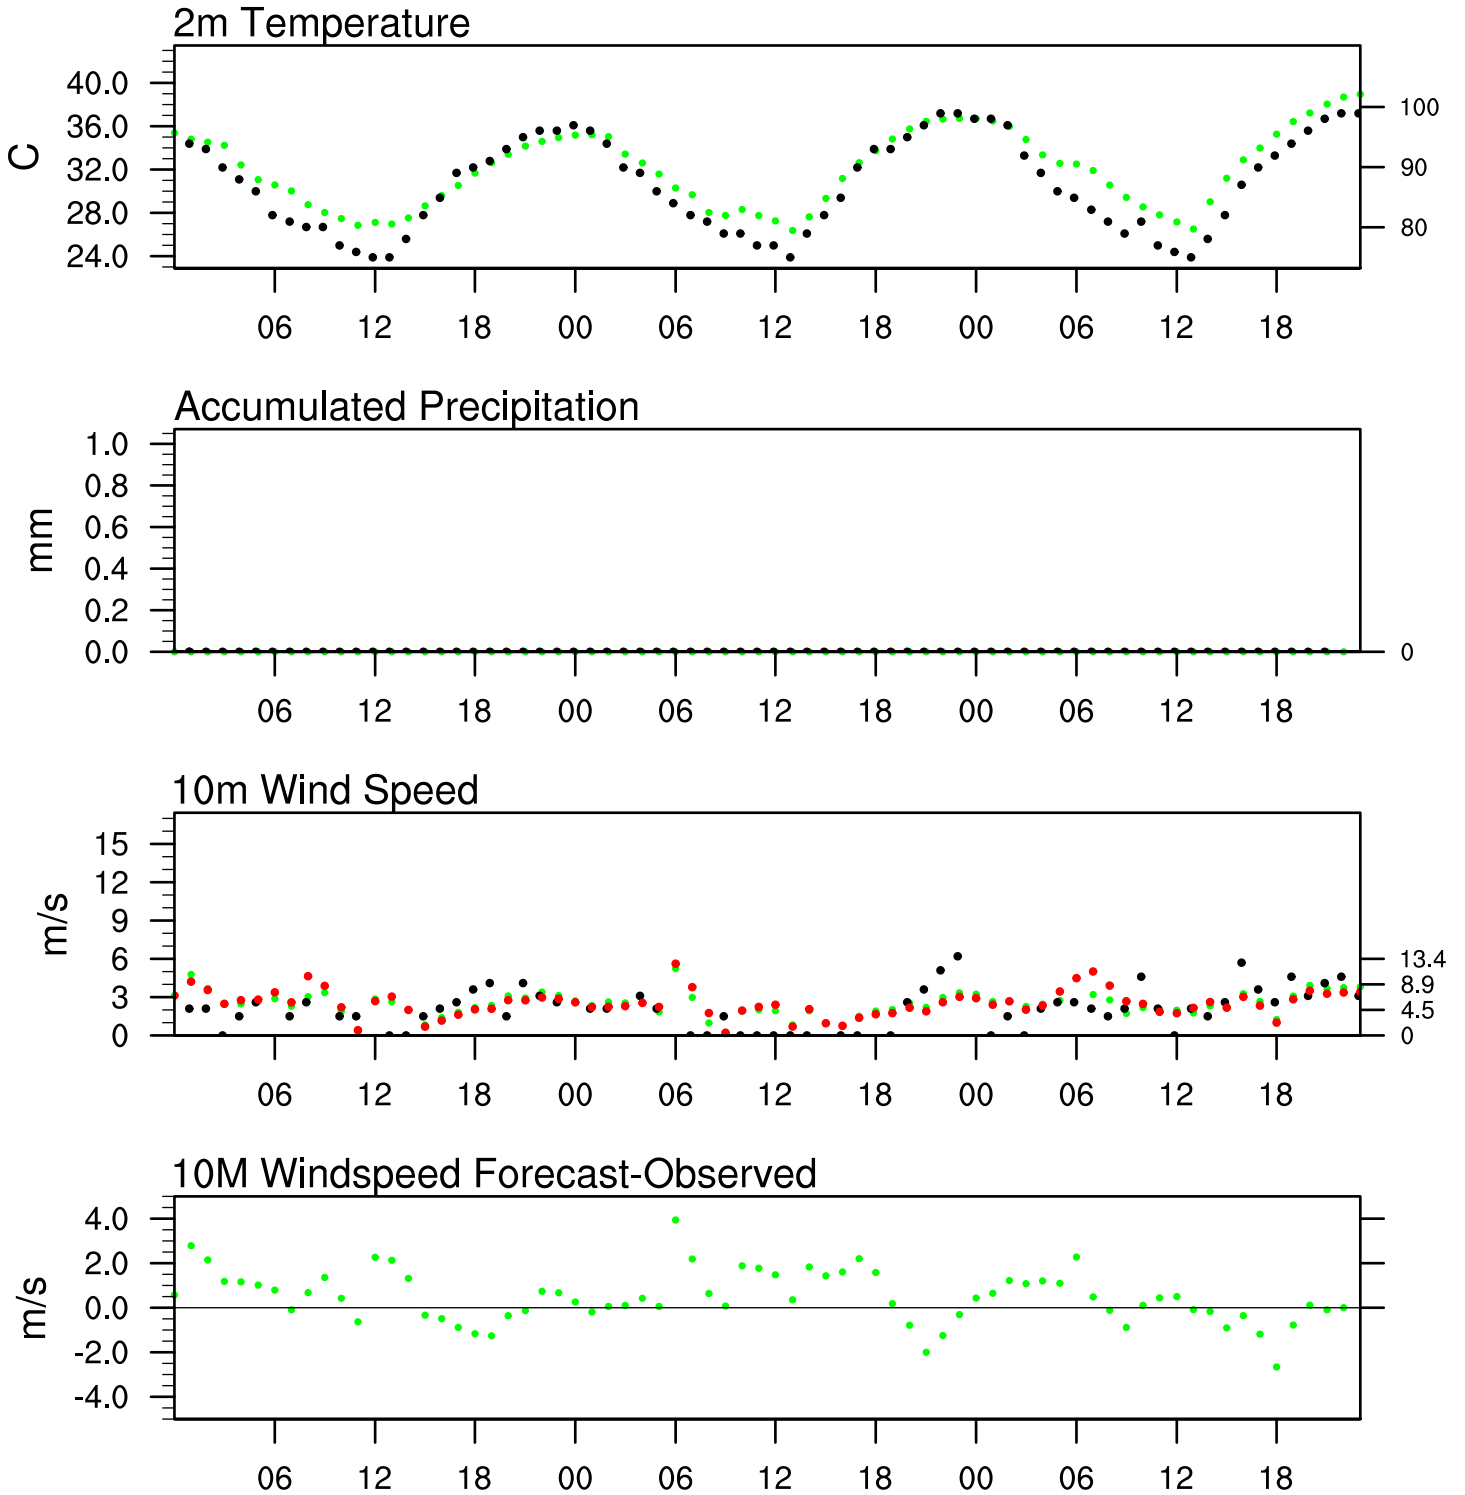 2m Temperature
40.0
36.0
32.0
28.0
24.0
C
100
90
80
06 12 18 00 06 12 18 00 06 12 18
Accumulated Precipitation
1.0
0.8
0.6
0.4
0.2
0.0
mm
0
06 12 18 00 06 12 18 00 06 12 18
10m Wind Speed
15
12
9
6
3
0
m/s
13.4
8.9
4.5
0
06 12 18 00 06 12 18 00 06 12 18
10M Windspeed Forecast-Observed
4.0
2.0
0.0
-2.0
-4.0
m/s
06 12 18 00 06 12 18 00 06 12 18